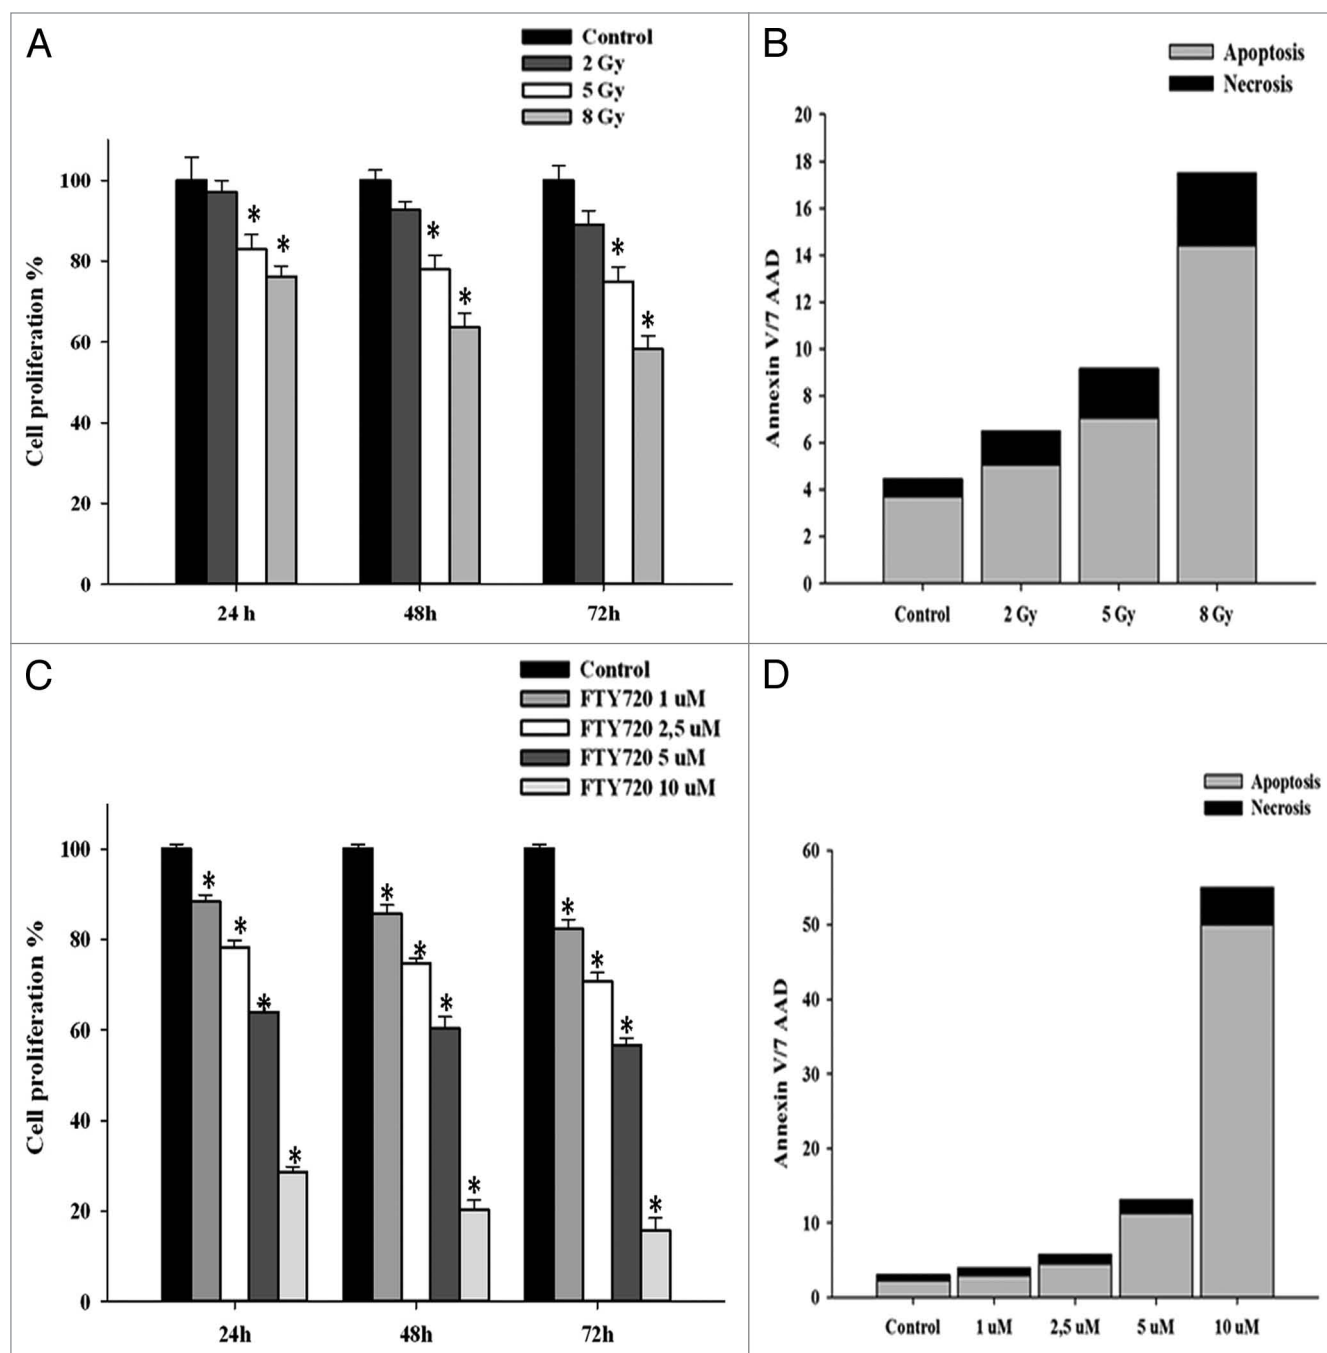 A
Control
2 Gy
5 Gy
8 Gy
Cell proliferation %
100
80
60
40
20
0
* * * * * *
24 h 48h 72h
B
Apoptosis
Necrosis
Annexin V/7 AAD
20
18
16
14
12
10
8
6
4
2
0
Control 2 Gy 5 Gy 8 Gy
C
Control
FTY720 1 uM
FTY720 2,5 uM
FTY720 5 uM
FTY720 10 uM
Cell proliferation %
100
80
60
40
20
0
* * * * * * * * * * * *
24h 48h 72h
D
Apoptosis
Necrosis
Annexin V/7 AAD
60
50
40
30
20
10
0
Control 1 uM 2,5 uM 5 uM 10 uM